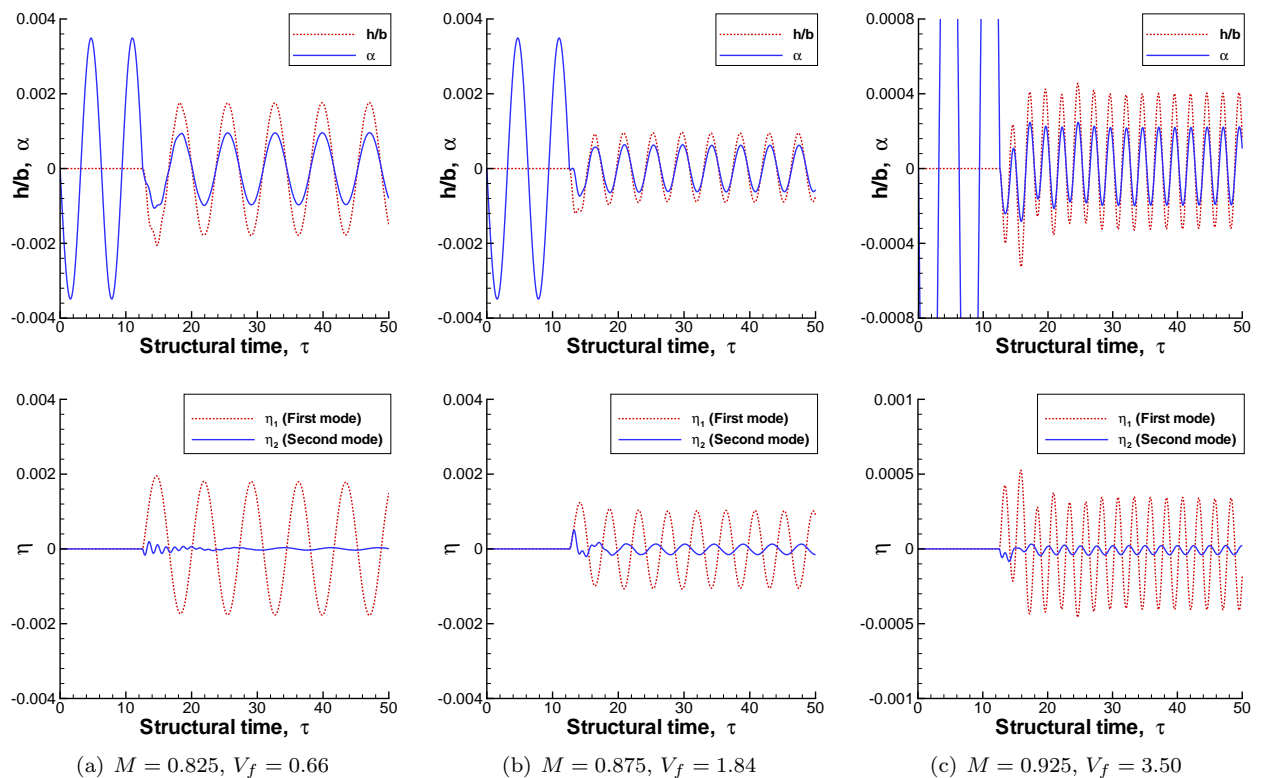 0.004
0.002
0
-0.002
-0.004
h/b, α
h/b
α
0 10 20 30 40 50
Structural time, τ
0.004
0.002
0
-0.002
-0.004
h/b, α
h/b
α
0 10 20 30 40 50
Structural time, τ
0.0008
0.0004
0
-0.0004
-0.0008
h/b, α
h/b
α
0 10 20 30 40 50
Structural time, τ
0.004
0.002
0
-0.002
-0.004
η
η₁ (First mode)
η₂ (Second mode)
0 10 20 30 40 50
Structural time, τ
(a) M = 0.825, V_f = 0.66
0.004
0.002
0
-0.002
-0.004
η
η₁ (First mode)
η₂ (Second mode)
0 10 20 30 40 50
Structural time, τ
(b) M = 0.875, V_f = 1.84
0.001
0.0005
0
-0.0005
-0.001
η
η₁ (First mode)
η₂ (Second mode)
0 10 20 30 40 50
Structural time, τ
(c) M = 0.925, V_f = 3.50